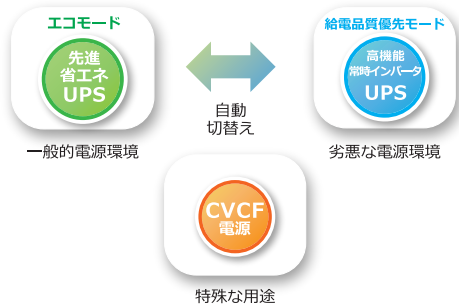 エコモード
先進
省エネ
UPS
一般的電源環境
自動
切替え
給電品質優先モード
高機能
常時インバータ
UPS
劣悪な電源環境
CVCF
電源
特殊な用途